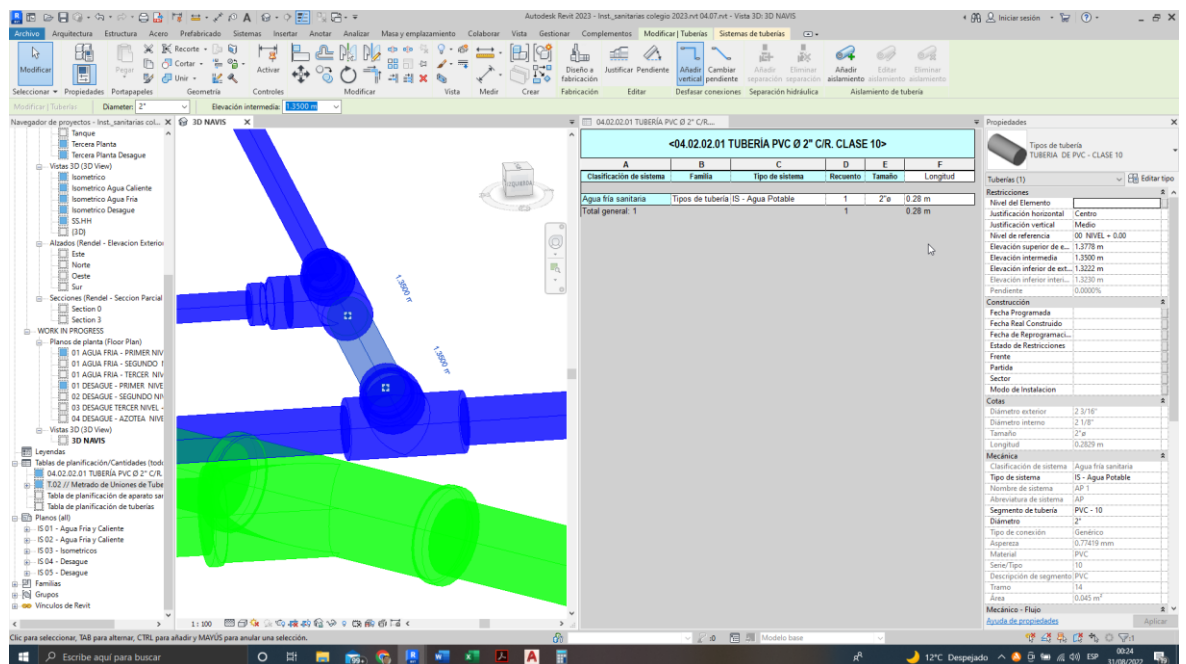 Autodesk Revit 2023 - Inst._sanitarias colegio 2023.rvt 04.07.rvt - Vista 3D: 3D NAVIS
Iniciar sesión
Archivo Arquitectura Estructura Acero Prefabricado Sistemas Insertar Anotar Analizar Masa y emplazamiento Colaborar Vista Gestionar Complementos Modificar | Tuberías Sistemas de tuberías
Modificar
Pegar
Recorte
Cortar
Unir
Activar
Diseño a fabricación
Justificar Pendiente
Añadir vertical
Cambiar pendiente
Añadir separación
Eliminar separación
Añadir aislamiento
Editar aislamiento
Eliminar aislamiento
Seleccionar Propiedades Portapapeles Geometría Controles Modificar Vista Medir Crear Fabricación Editar Desfasar conexiones Separación hidráulica Aislamiento de tubería
Modificar | Tuberías Diameter: 2" Elevación intermedia: 1.3500 m
Navegador de proyectos - Inst._sanitarias col...
Tanque
Tercera Planta
Tercera Planta Desague
Vistas 3D (3D View)
Isometrico
Isometrico Agua Caliente
Isometrico Agua Fria
Isometrico Desague
SS.HH
{3D}
Alzados (Rendel - Elevacion Exterior
Este
Norte
Oeste
Sur
Secciones (Rendel - Seccion Parcial
Section 0
Section 3
WORK IN PROGRESS
Planos de planta (Floor Plan)
01 AGUA FRIA - PRIMER NIV
01 AGUA FRIA - SEGUNDO
01 AGUA FRIA - TERCER NIV
01 DESAGUE - PRIMER NIVE
02 DESAGUE - SEGUNDO NIV
03 DESAGUE TERCER NIVEL -
04 DESAGUE - AZOTEA NIVE
Vistas 3D (3D View)
3D NAVIS
Leyendas
Tablas de planificación/Cantidades (todo
04.02.02.01 TUBERÍA PVC Ø 2" C/R.
T.02 // Metrado de Uniones de Tube
Tabla de planificación de aparato sar
Tabla de planificación de tuberías
Planos (all)
IS 01 - Agua Fria y Caliente
IS 02 - Agua Fria y Caliente
IS 03 - Isometricos
IS 04 - Desague
IS 05 - Desague
Familias
Grupos
Vínculos de Revit
3D NAVIS
IZQUIERDA
1.3500 m
1.3500 m
1 : 100
04.02.02.01 TUBERÍA PVC Ø 2" C/R....
<04.02.02.01 TUBERÍA PVC Ø 2" C/R. CLASE 10>
A B C D E F
Clasificación de sistema Familia Tipo de sistema Recuento Tamaño Longitud
Agua fría sanitaria Tipos de tubería IS - Agua Potable 1 2"ø 0.28 m
Total general: 1 1 0.28 m
Propiedades
Tipos de tubería
TUBERIA DE PVC - CLASE 10
Tuberías (1) Editar tipo
Restricciones
Nivel del Elemento
Justificación horizontal Centro
Justificación vertical Medio
Nivel de referencia 00 NIVEL + 0.00
Elevación superior de e... 1.3778 m
Elevación intermedia 1.3500 m
Elevación inferior de ext... 1.3222 m
Elevación inferior interi... 1.3230 m
Pendiente 0.0000%
Construcción
Fecha Programada
Fecha Real Construido
Fecha de Reprogramaci...
Estado de Restricciones
Frente
Partida
Sector
Modo de Instalacion
Cotas
Diámetro exterior 2 3/16"
Diámetro interno 2 1/8"
Tamaño 2"ø
Longitud 0.2829 m
Mecánica
Clasificación de sistema Agua fría sanitaria
Tipo de sistema IS - Agua Potable
Nombre de sistema AP 1
Abreviatura de sistema AP
Segmento de tubería PVC - 10
Diámetro 2"
Tipo de conexión Genérico
Aspereza 0.77419 mm
Material PVC
Serie/Tipo 10
Descripción de segmento PVC
Tramo 14
Área 0.045 m²
Mecánico - Flujo
Ayuda de propiedades Aplicar
Clic para seleccionar, TAB para alternar, CTRL para añadir y MAYÚS para anular una selección.
:0 Modelo base
:1
Escribe aquí para buscar
12°C Despejado
ESP
00:24
31/08/2022